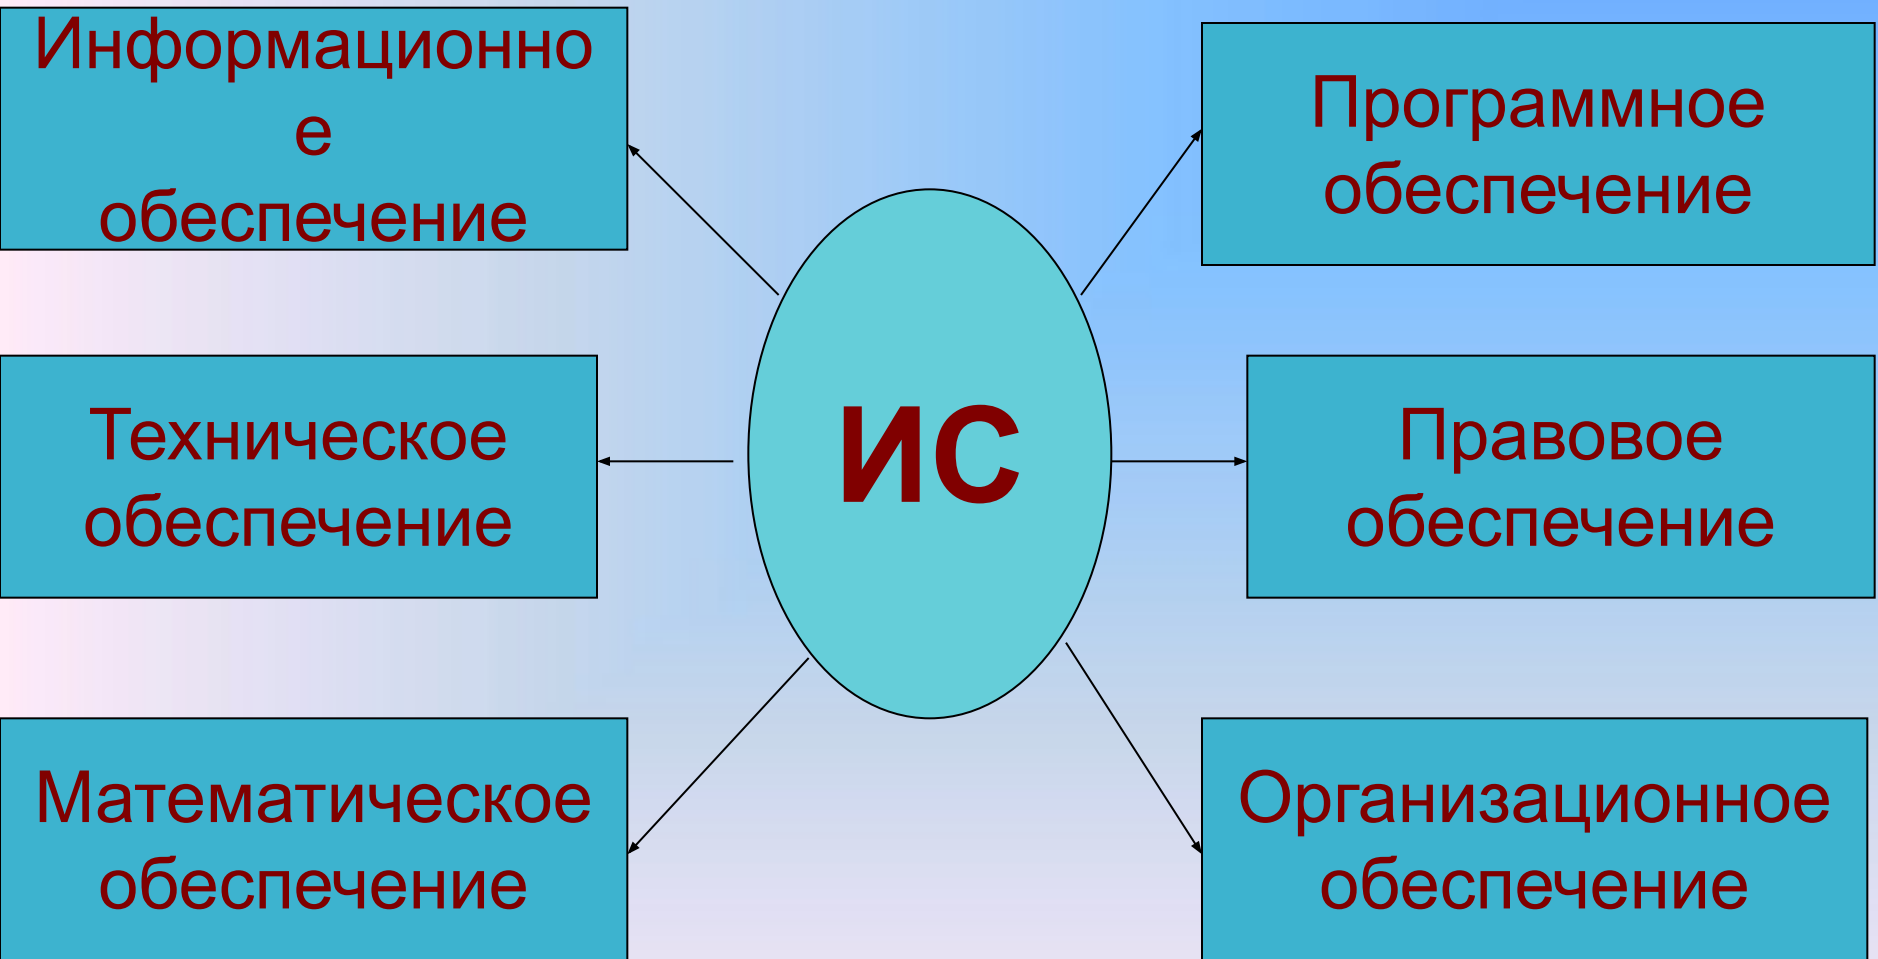 Информационно
е
обеспечение
Программное
обеспечение
ИС
Техническое
обеспечение
Правовое
обеспечение
Математическое
обеспечение
Организационное
обеспечение